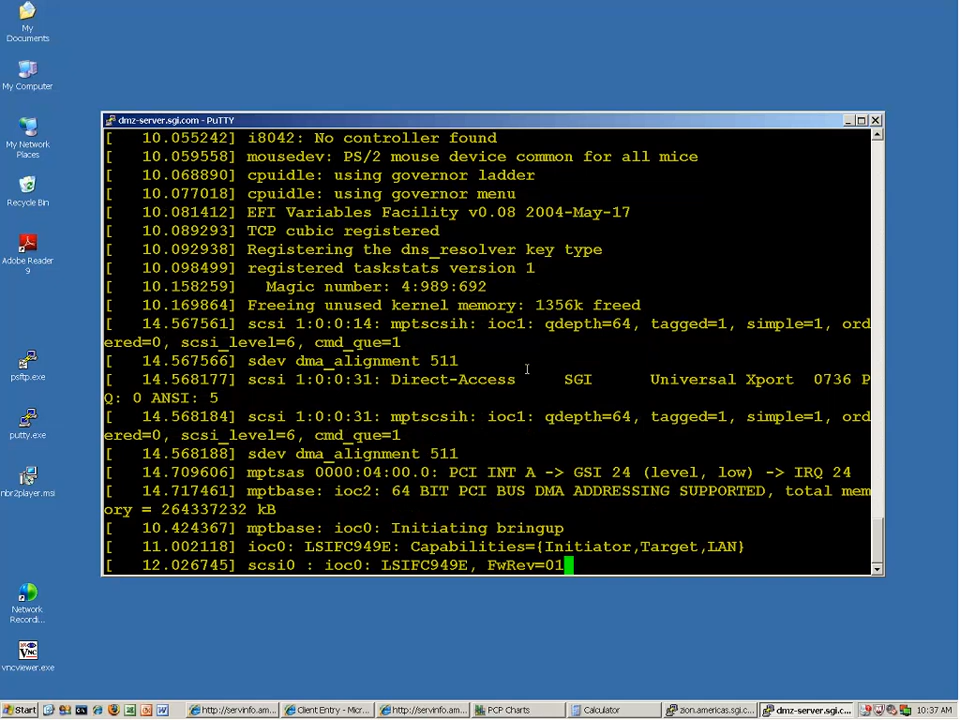 My
Documents
My Computer
My Network
Places
Recycle Bin
Adobe Reader
9
psftp.exe
putty.exe
nbr2player.msi
Network
Recordi...
vncviewer.exe
dmz-server.sgi.com - PuTTY
[   10.055242] i8042: No controller found
[   10.059558] mousedev: PS/2 mouse device common for all mice
[   10.068890] cpuidle: using governor ladder
[   10.077018] cpuidle: using governor menu
[   10.081412] EFI Variables Facility v0.08 2004-May-17
[   10.089293] TCP cubic registered
[   10.092938] Registering the dns_resolver key type
[   10.098499] registered taskstats version 1
[   10.158259]   Magic number: 4:989:692
[   10.169864] Freeing unused kernel memory: 1356k freed
[   14.567561] scsi 1:0:0:14: mptscsih: ioc1: qdepth=64, tagged=1, simple=1, ord
ered=0, scsi_level=6, cmd_que=1
[   14.567566] sdev dma_alignment 511
[   14.568177] scsi 1:0:0:31: Direct-Access     SGI      Universal Xport  0736 P
Q: 0 ANSI: 5
[   14.568184] scsi 1:0:0:31: mptscsih: ioc1: qdepth=64, tagged=1, simple=1, ord
ered=0, scsi_level=6, cmd_que=1
[   14.568188] sdev dma_alignment 511
[   14.709606] mptsas 0000:04:00.0: PCI INT A -> GSI 24 (level, low) -> IRQ 24
[   14.717461] mptbase: ioc2: 64 BIT PCI BUS DMA ADDRESSING SUPPORTED, total mem
ory = 264337232 kB
[   10.424367] mptbase: ioc0: Initiating bringup
[   11.002118] ioc0: LSIFC949E: Capabilities={Initiator,Target,LAN}
[   12.026745] scsi0 : ioc0: LSIFC949E, FwRev=01
Start
http://servinfo.am...
Client Entry - Micr...
http://servinfo.am...
PCP Charts
Calculator
zion.americas.sgi.c...
dmz-server.sgi.com...
10:37 AM